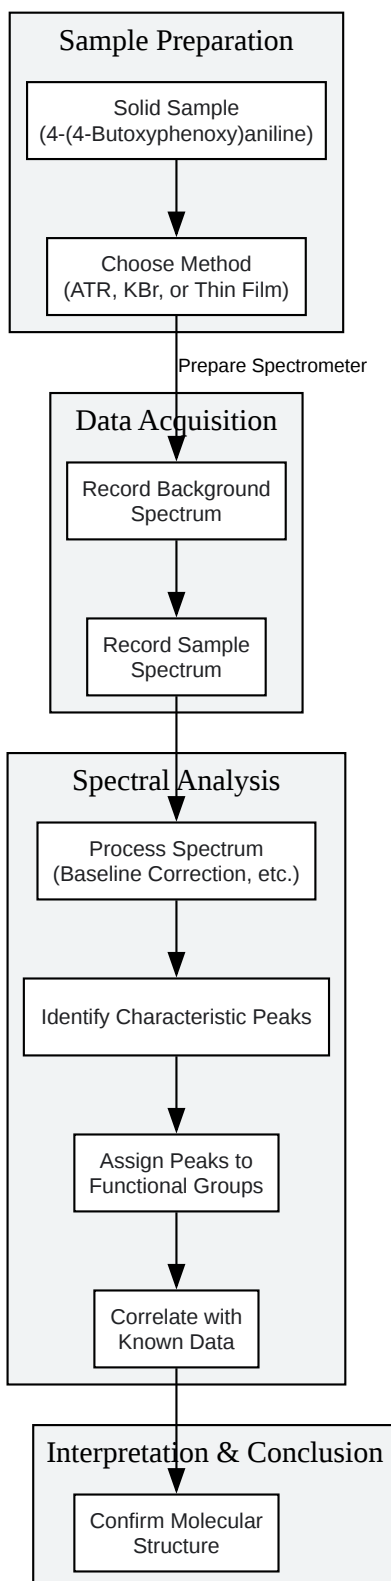 Sample Preparation
Solid Sample
(4-(4-Butoxyphenoxy)aniline)
Choose Method
(ATR, KBr, or Thin Film)
Prepare Spectrometer
Data Acquisition
Record Background
Spectrum
Record Sample
Spectrum
Spectral Analysis
Process Spectrum
(Baseline Correction, etc.)
Identify Characteristic Peaks
Assign Peaks to
Functional Groups
Correlate with
Known Data
Interpretation & Conclusion
Confirm Molecular
Structure